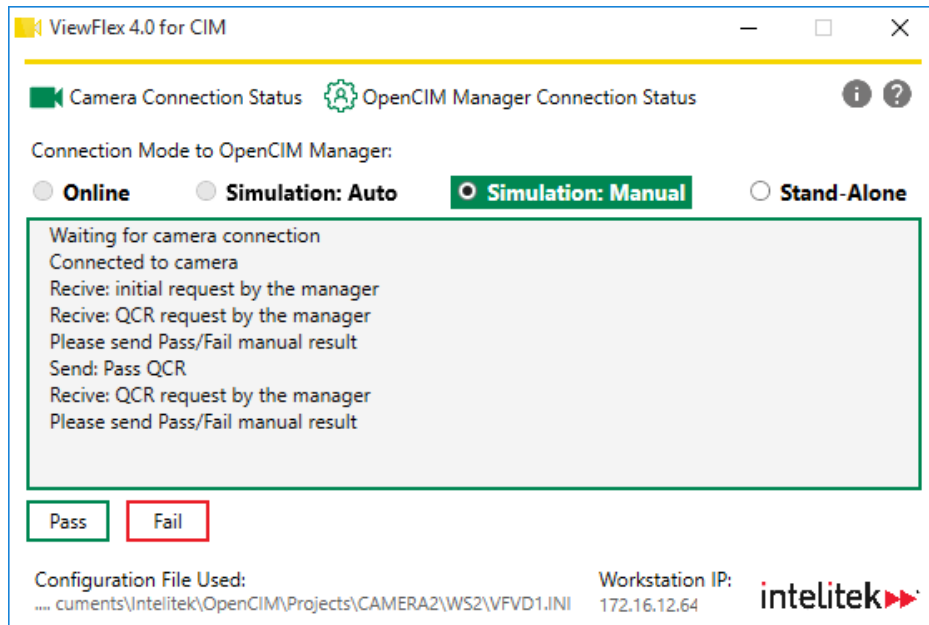 ViewFlex 4.0 for CIM
Camera Connection Status OpenCIM Manager Connection Status
Connection Mode to OpenCIM Manager:
Online Simulation: Auto Simulation: Manual Stand-Alone
Waiting for camera connection
Connected to camera
Recive: initial request by the manager
Recive: QCR request by the manager
Please send Pass/Fail manual result
Send: Pass QCR
Recive: QCR request by the manager
Please send Pass/Fail manual result
Pass Fail
Configuration File Used: Workstation IP:
.... cuments\Intelitek\OpenCIM\Projects\CAMERA2\WS2\VFVD1.INI 172.16.12.64
intelitek